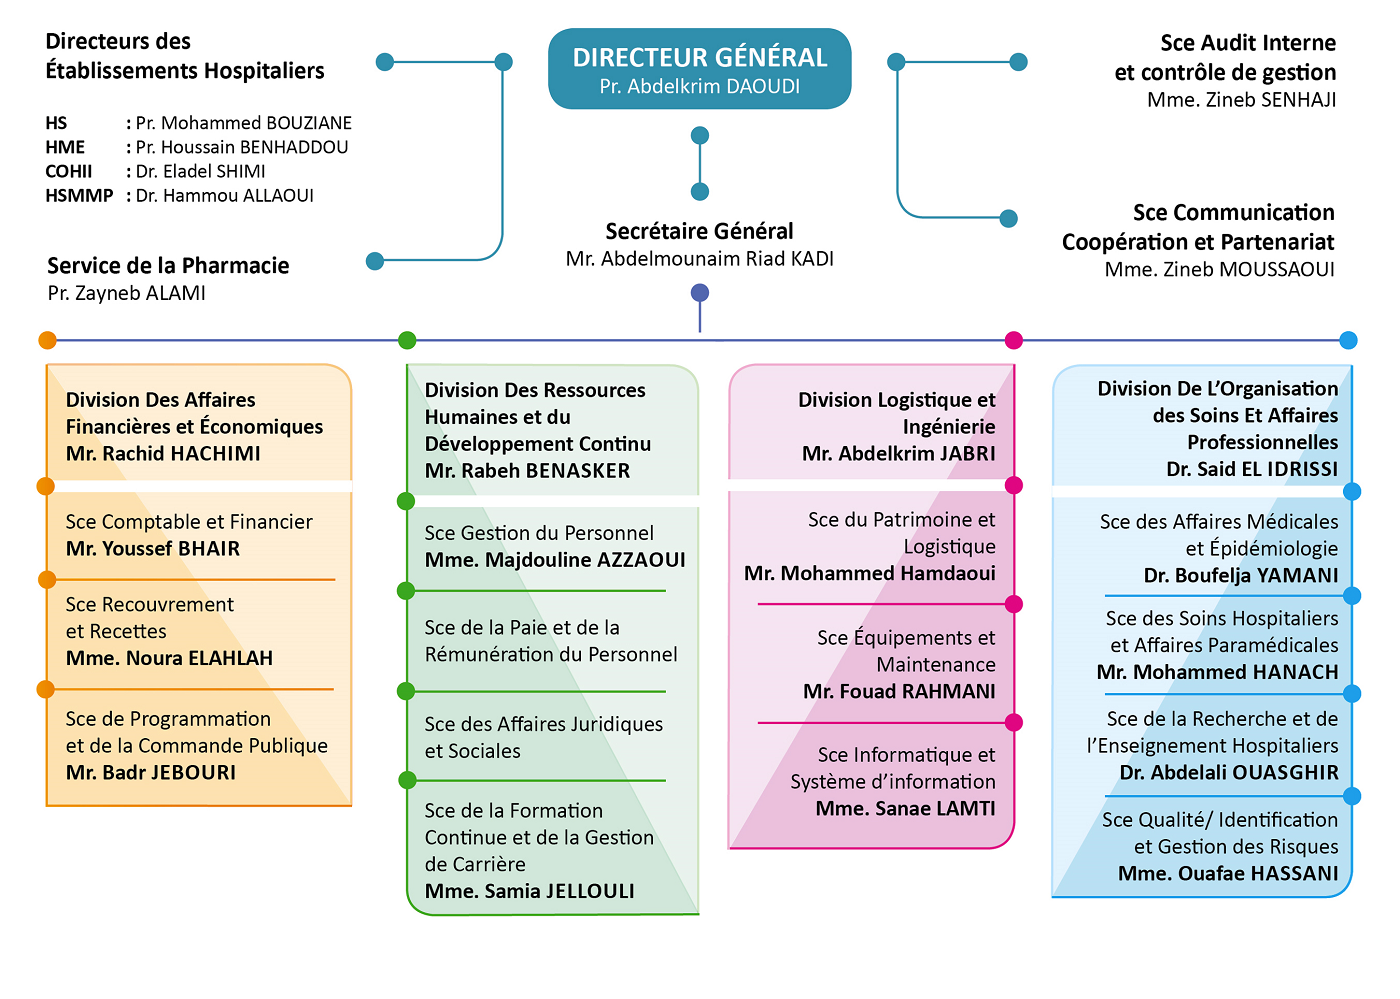 Directeurs des
Établissements Hospitaliers
HS : Pr. Mohammed BOUZIANE
HME : Pr. Houssain BENHADDOU
COHII : Dr. Eladel SHIMI
HSMMP : Dr. Hammou ALLAOUI
Service de la Pharmacie
Pr. Zayneb ALAMI
DIRECTEUR GÉNÉRAL
Pr. Abdelkrim DAOUDI
Secrétaire Général
Mr. Abdelmounaim Riad KADI
Sce Audit Interne
et contrôle de gestion
Mme. Zineb SENHAJI
Sce Communication
Coopération et Partenariat
Mme. Zineb MOUSSAOUI
Division Des Affaires
Financières et Économiques
Mr. Rachid HACHIMI
Sce Comptable et Financier
Mr. Youssef BHAIR
Sce Recouvrement
et Recettes
Mme. Noura ELAHLAH
Sce de Programmation
et de la Commande Publique
Mr. Badr JEBOURI
Division Des Ressources
Humaines et du
Développement Continu
Mr. Rabeh BENASKER
Sce Gestion du Personnel
Mme. Majdouline AZZAOUI
Sce de la Paie et de la
Rémunération du Personnel
Sce des Affaires Juridiques
et Sociales
Sce de la Formation
Continue et de la Gestion
de Carrière
Mme. Samia JELLOULI
Division Logistique et
Ingénierie
Mr. Abdelkrim JABRI
Sce du Patrimoine et
Logistique
Mr. Mohammed Hamdaoui
Sce Équipements et
Maintenance
Mr. Fouad RAHMANI
Sce Informatique et
Système d'information
Mme. Sanae LAMTI
Division De L'Organisation
des Soins Et Affaires
Professionnelles
Dr. Said EL IDRISSI
Sce des Affaires Médicales
et Épidémiologie
Dr. Boufelja YAMANI
Sce des Soins Hospitaliers
et Affaires Paramédicales
Mr. Mohammed HANACH
Sce de la Recherche et de
l'Enseignement Hospitaliers
Dr. Abdelali OUASGHIR
Sce Qualité/ Identification
et Gestion des Risques
Mme. Ouafae HASSANI